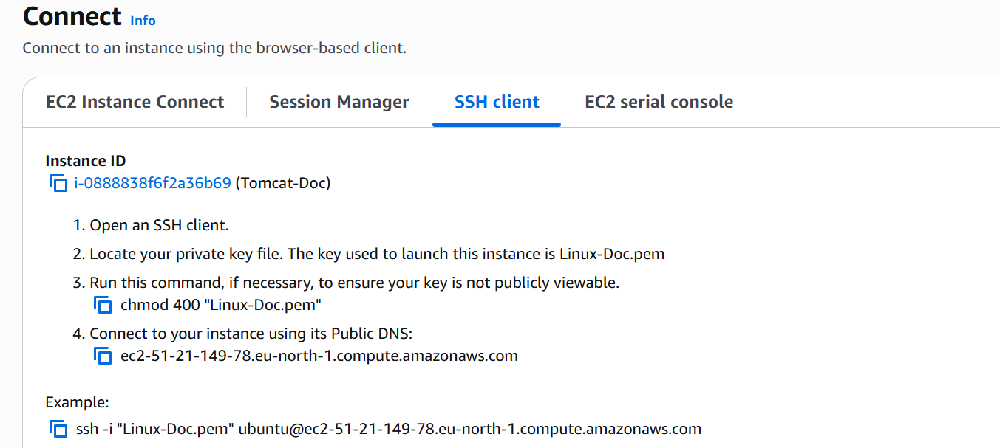 Connect Info
Connect to an instance using the browser-based client.
EC2 Instance Connect Session Manager SSH client EC2 serial console
Instance ID
i-0888838f6f2a36b69 (Tomcat-Doc)
1. Open an SSH client.
2. Locate your private key file. The key used to launch this instance is Linux-Doc.pem
3. Run this command, if necessary, to ensure your key is not publicly viewable.
chmod 400 "Linux-Doc.pem"
4. Connect to your instance using its Public DNS:
ec2-51-21-149-78.eu-north-1.compute.amazonaws.com
Example:
ssh -i "Linux-Doc.pem" ubuntu@ec2-51-21-149-78.eu-north-1.compute.amazonaws.com